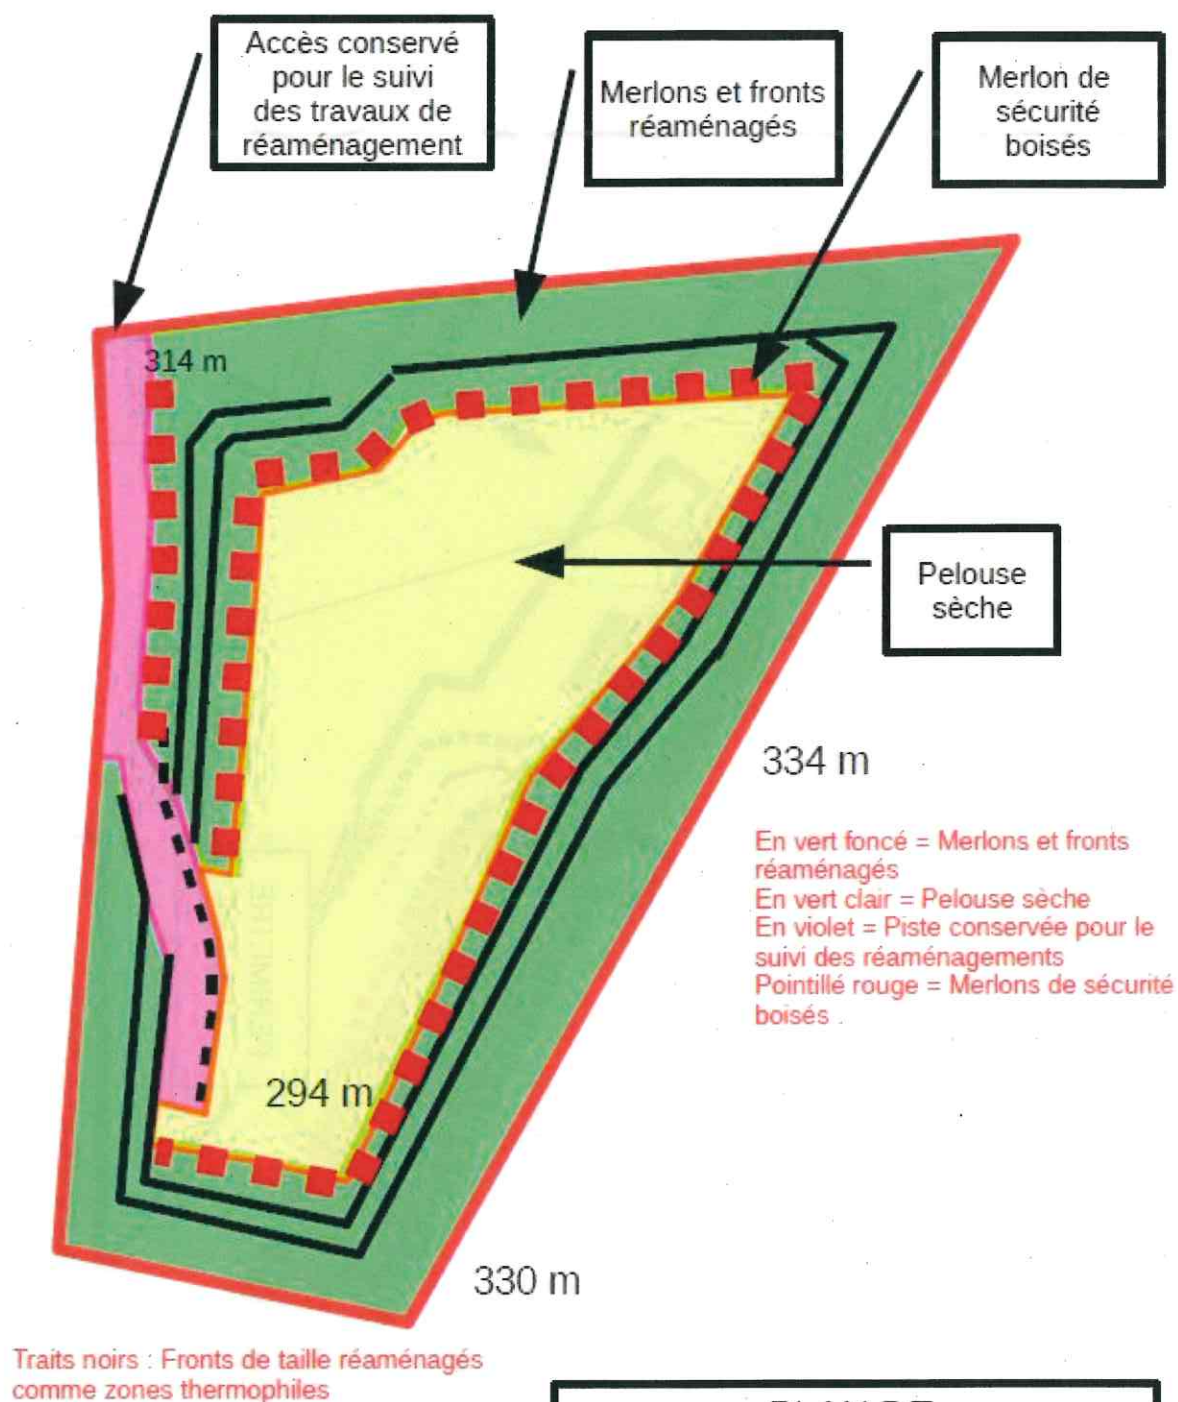 Accès conservé
pour le suivi
des travaux de
réaménagement
Merlons et fronts
réaménagés
Merlon de
sécurité
boisés
314 m
Pelouse
sèche
334 m
En vert foncé = Merlons et fronts
réaménagés
En vert clair = Pelouse sèche
En violet = Piste conservée pour le
suivi des réaménagements
Pointillé rouge = Merlons de sécurité
boisés
294 m
330 m
Traits noirs : Fronts de taille réaménagés
comme zones thermophiles